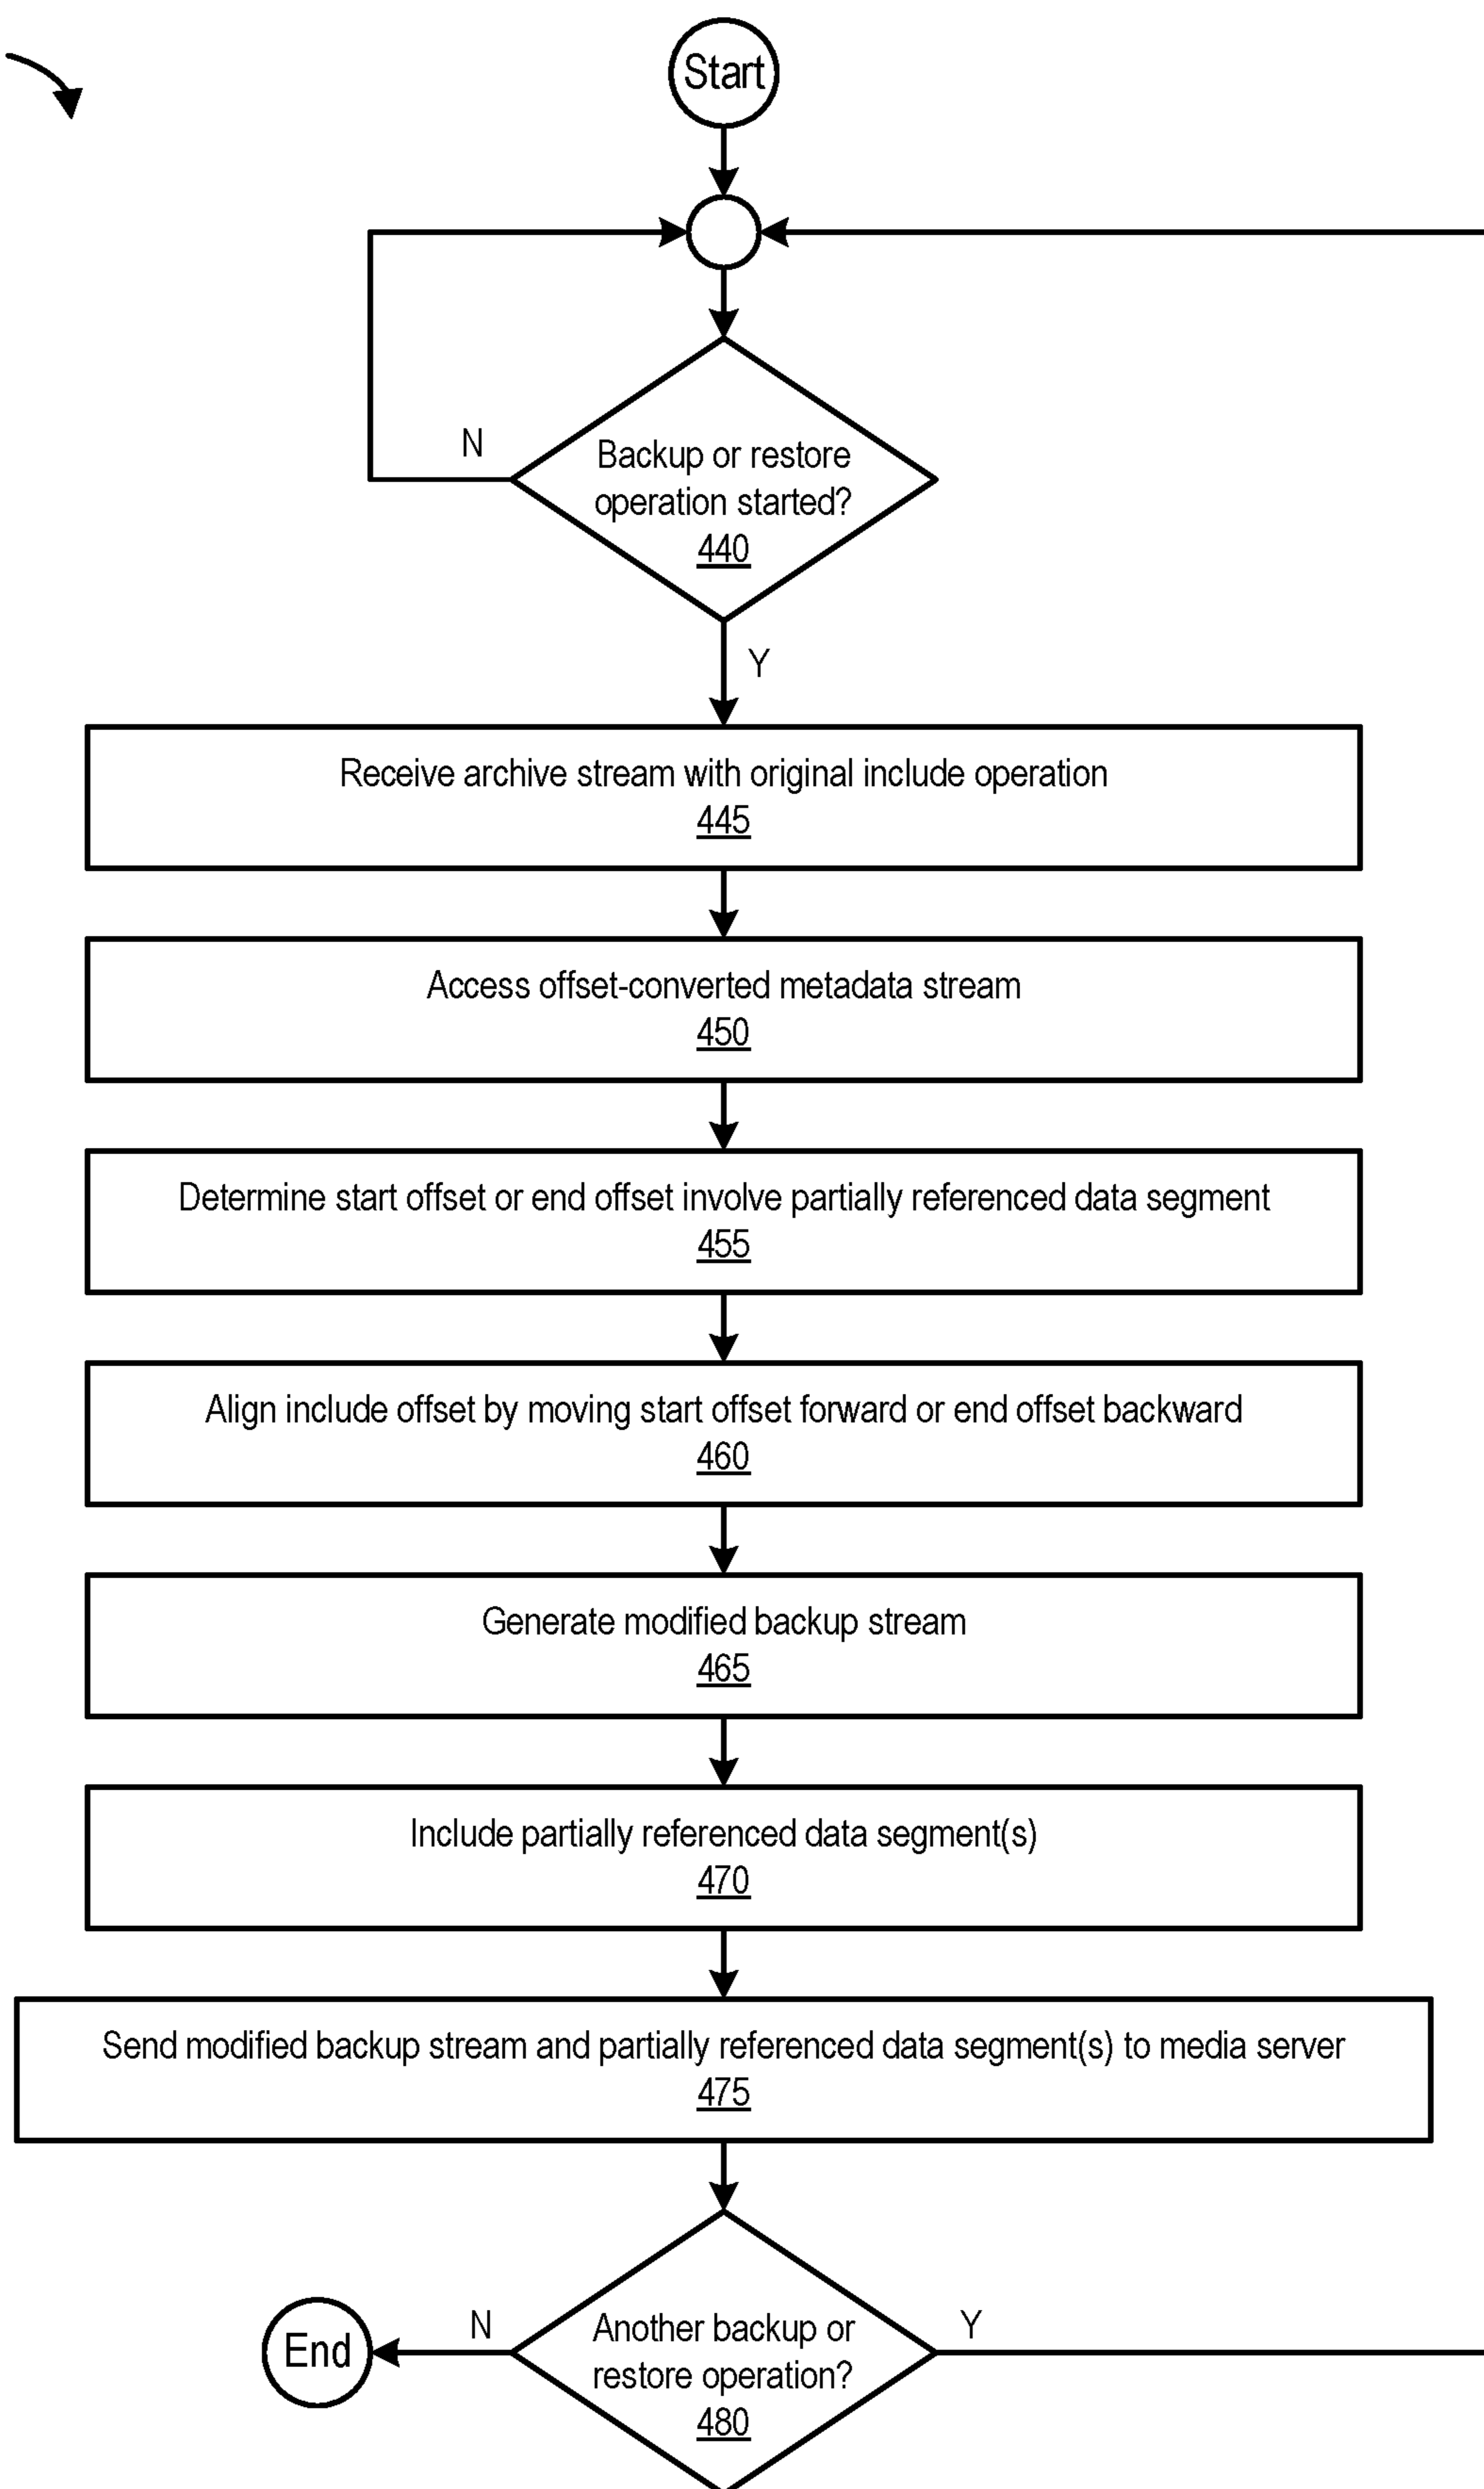 Start
N
Backup or restore
operation started?
440
Y
Receive archive stream with original include operation
445
Access offset-converted metadata stream
450
Determine start offset or end offset involve partially referenced data segment
455
Align include offset by moving start offset forward or end offset backward
460
Generate modified backup stream
465
Include partially referenced data segment(s)
470
Send modified backup stream and partially referenced data segment(s) to media server
475
End
N
Another backup or
restore operation?
480
Y